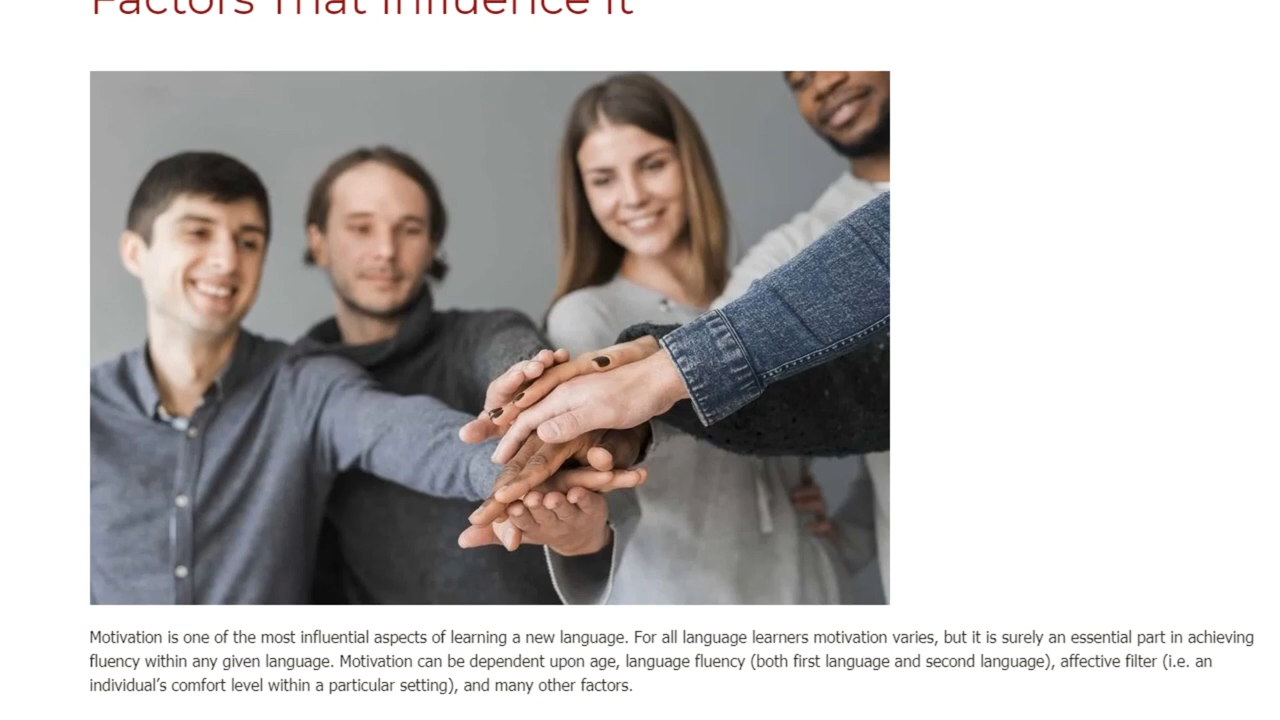 Factors That Influence It
Motivation is one of the most influential aspects of learning a new language. For all language learners motivation varies, but it is surely an essential part in achieving
fluency within any given language. Motivation can be dependent upon age, language fluency (both first language and second language), affective filter (i.e. an
individual’s comfort level within a particular setting), and many other factors.